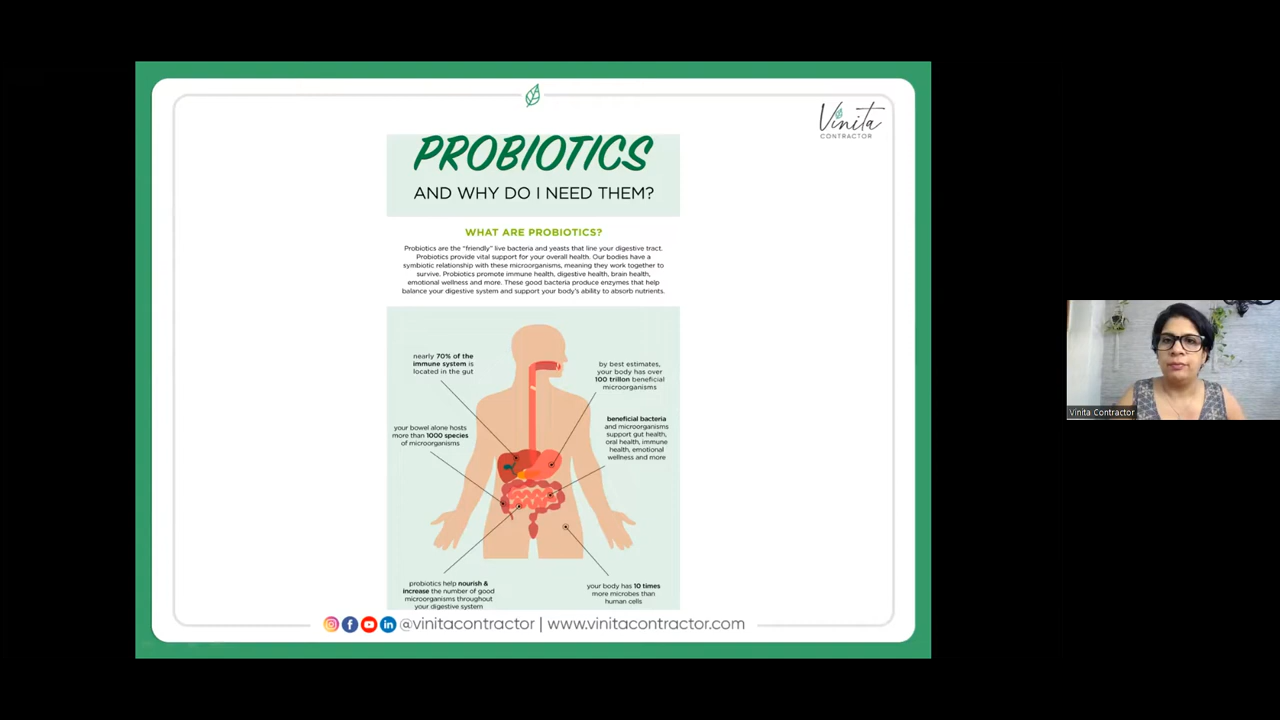 Vinita
CONTRACTOR
PROBIOTICS
AND WHY DO I NEED THEM?
WHAT ARE PROBIOTICS?
Probiotics are the "friendly" live bacteria and yeasts that line your digestive tract.
Probiotics provide vital support for your overall health. Our bodies have a
symbiotic relationship with these microorganisms, meaning they work together to
survive. Probiotics promote immune health, digestive health, brain health,
emotional wellness and more. These good bacteria produce enzymes that help
balance your digestive system and support your body's ability to absorb nutrients.
nearly 70% of the
immune system is
located in the gut
by best estimates,
your body has over
100 trillon beneficial
microorganisms
your bowel alone hosts
more than 1000 species
of microorganisms
beneficial bacteria
and microorganisms
support gut health,
oral health, immune
health, emotional
wellness and more
probiotics help nourish &
increase the number of good
microorganisms throughout
your digestive system
your body has 10 times
more microbes than
human cells
@vinitacontractor | www.vinitacontractor.com
Vinita Contractor